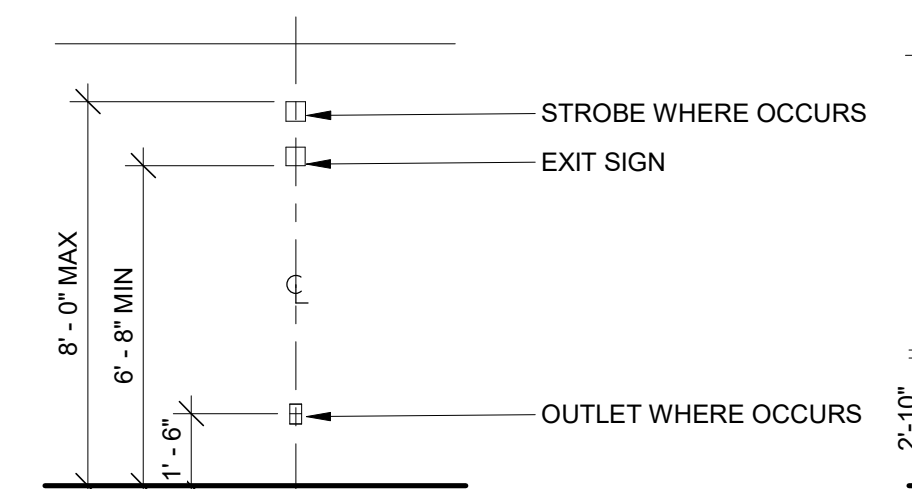 STROBE WHERE OCCURS
EXIT SIGN
8' - 0" MAX
6' - 8" MIN
℄
OUTLET WHERE OCCURS
1' - 6"
2'-10"